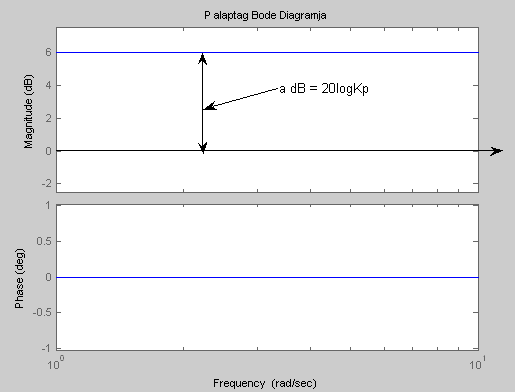 P alaptag Bode Diagramja
Magnitude (dB)
6
4
2
0
-2
a dB = 20logKp
Phase (deg)
1
0.5
0
-0.5
-1
10^0
10^1
Frequency (rad/sec)